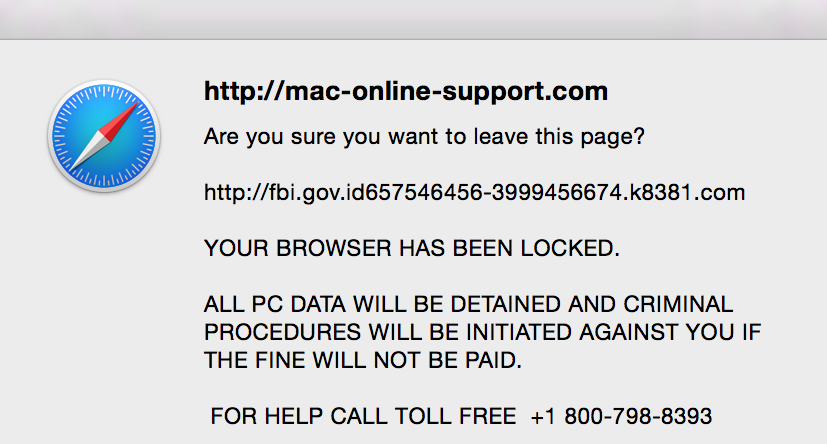 http://mac-online-support.com
Are you sure you want to leave this page?
http://fbi.gov.id657546456-3999456674.k8381.com
YOUR BROWSER HAS BEEN LOCKED.
ALL PC DATA WILL BE DETAINED AND CRIMINAL
PROCEDURES WILL BE INITIATED AGAINST YOU IF
THE FINE WILL NOT BE PAID.
FOR HELP CALL TOLL FREE  +1 800-798-8393